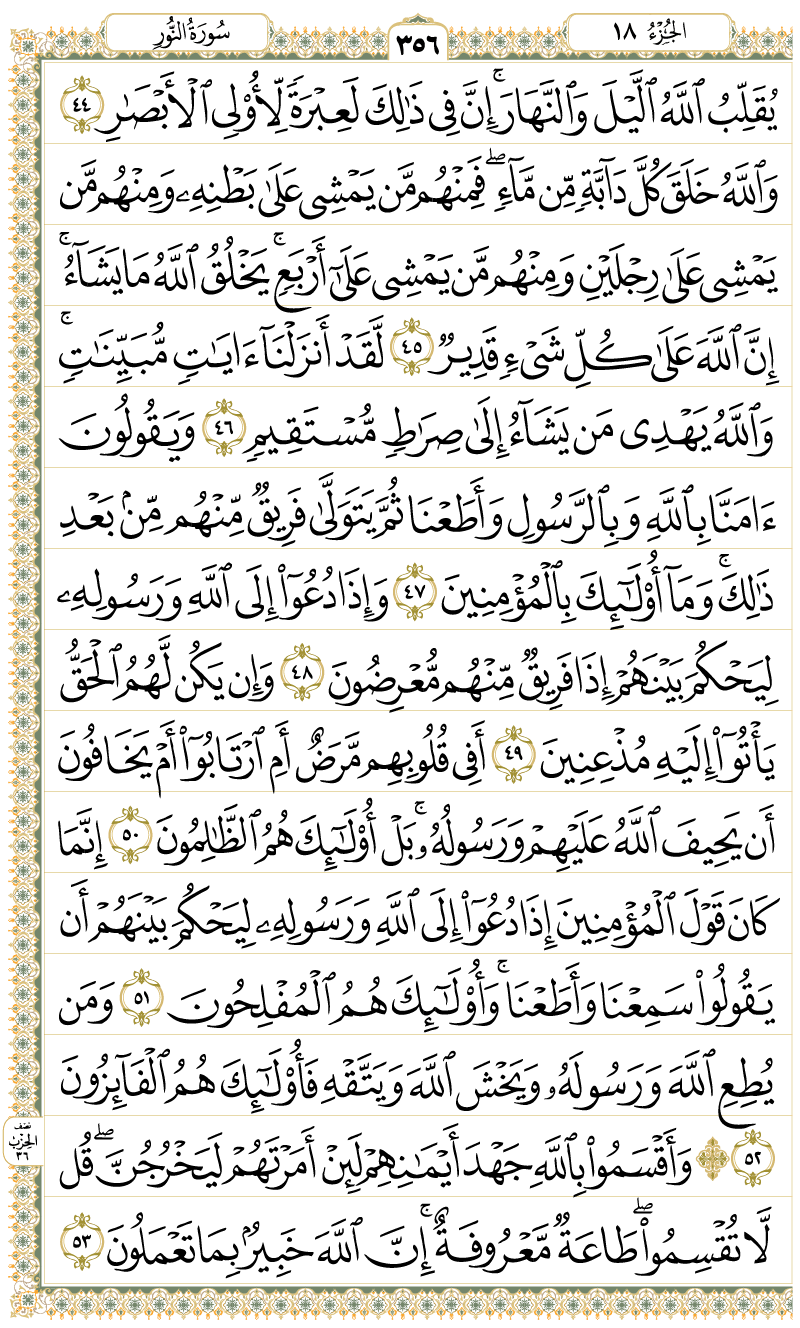 الجُزْءُ ١٨
٣٥٦
سُورَةُ النُّورِ
يُقَلِّبُ ٱللَّهُ ٱلَّيۡلَ وَٱلنَّهَارَۚ إِنَّ فِي ذَٰلِكَ لَعِبۡرَةٗ لِّأُوْلِي ٱلۡأَبۡصَٰرِ ٤٤
وَٱللَّهُ خَلَقَ كُلَّ دَآبَّةٖ مِّن مَّآءٖۖ فَمِنۡهُم مَّن يَمۡشِي عَلَىٰ بَطۡنِهِۦ وَمِنۡهُم مَّن
يَمۡشِي عَلَىٰ رِجۡلَيۡنِ وَمِنۡهُم مَّن يَمۡشِي عَلَىٰٓ أَرۡبَعٖۚ يَخۡلُقُ ٱللَّهُ مَا يَشَآءُۚ
إِنَّ ٱللَّهَ عَلَىٰ كُلِّ شَيۡءٖ قَدِيرٞ ٤٥ لَّقَدۡ أَنزَلۡنَآ ءَايَٰتٖ مُّبَيِّنَٰتٖۚ
وَٱللَّهُ يَهۡدِي مَن يَشَآءُ إِلَىٰ صِرَٰطٖ مُّسۡتَقِيمٖ ٤٦ وَيَقُولُونَ
ءَامَنَّا بِٱللَّهِ وَبِٱلرَّسُولِ وَأَطَعۡنَا ثُمَّ يَتَوَلَّىٰ فَرِيقٞ مِّنۡهُم مِّنۢ بَعۡدِ
ذَٰلِكَۚ وَمَآ أُوْلَٰٓئِكَ بِٱلۡمُؤۡمِنِينَ ٤٧ وَإِذَا دُعُوٓاْ إِلَى ٱللَّهِ وَرَسُولِهِۦ
لِيَحۡكُمَ بَيۡنَهُمۡ إِذَا فَرِيقٞ مِّنۡهُم مُّعۡرِضُونَ ٤٨ وَإِن يَكُن لَّهُمُ ٱلۡحَقُّ
يَأۡتُوٓاْ إِلَيۡهِ مُذۡعِنِينَ ٤٩ أَفِي قُلُوبِهِم مَّرَضٌ أَمِ ٱرۡتَابُوٓاْ أَمۡ يَخَافُونَ
أَن يَحِيفَ ٱللَّهُ عَلَيۡهِمۡ وَرَسُولُهُۥۚ بَلۡ أُوْلَٰٓئِكَ هُمُ ٱلظَّٰلِمُونَ ٥٠ إِنَّمَا
كَانَ قَوۡلَ ٱلۡمُؤۡمِنِينَ إِذَا دُعُوٓاْ إِلَى ٱللَّهِ وَرَسُولِهِۦ لِيَحۡكُمَ بَيۡنَهُمۡ أَن
يَقُولُواْ سَمِعۡنَا وَأَطَعۡنَاۚ وَأُوْلَٰٓئِكَ هُمُ ٱلۡمُفۡلِحُونَ ٥١ وَمَن
يُطِعِ ٱللَّهَ وَرَسُولَهُۥ وَيَخۡشَ ٱللَّهَ وَيَتَّقۡهِ فَأُوْلَٰٓئِكَ هُمُ ٱلۡفَآئِزُونَ
٥٢ ۞ وَأَقۡسَمُواْ بِٱللَّهِ جَهۡدَ أَيۡمَٰنِهِمۡ لَئِنۡ أَمَرۡتَهُمۡ لَيَخۡرُجُنَّۖ قُل
لَّا تُقۡسِمُواْۖ طَاعَةٞ مَّعۡرُوفَةٌۚ إِنَّ ٱللَّهَ خَبِيرُۢ بِمَا تَعۡمَلُونَ ٥٣
نصف
الحزب
٣٦